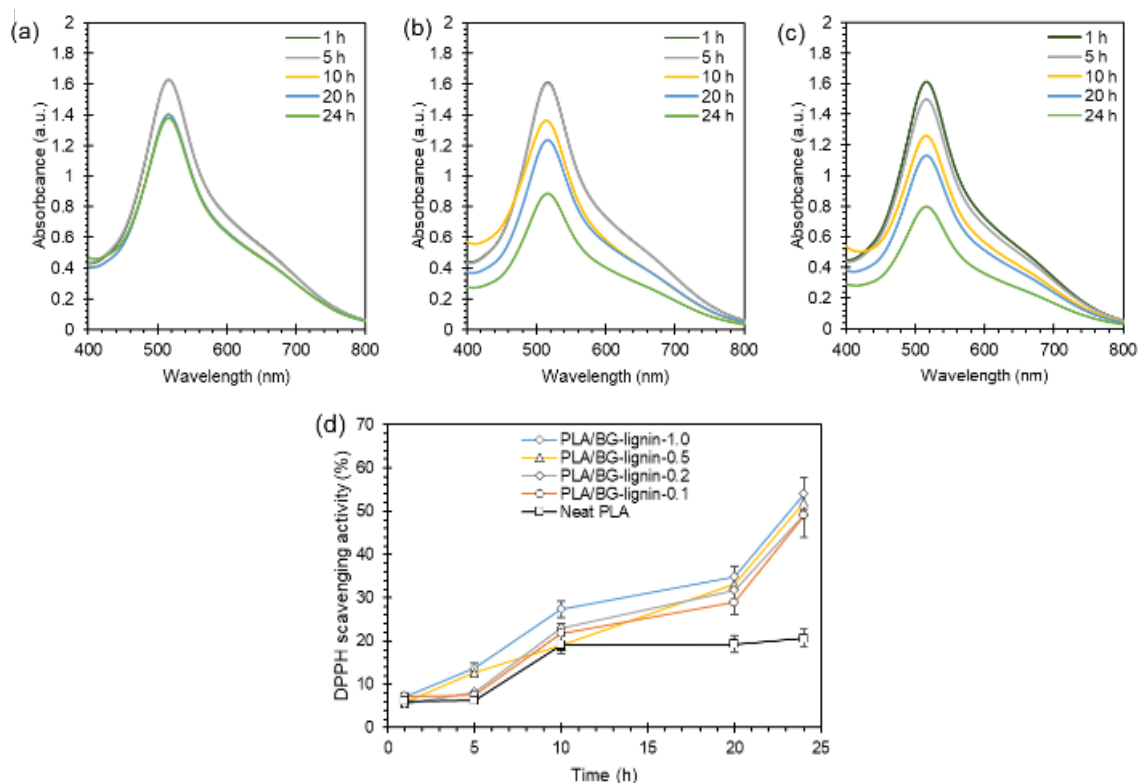 (a)
2
1.8
1.6
1.4
1.2
1
0.8
0.6
0.4
0.2
0
Absorbcance (a.u.)
400 500 600 700 800
Wavelength (nm)
1 h
5 h
10 h
20 h
24 h
(b)
2
1.8
1.6
1.4
1.2
1
0.8
0.6
0.4
0.2
0
Absorbcance (a.u.)
400 500 600 700 800
Wavelength (nm)
1 h
5 h
10 h
20 h
24 h
(c)
2
1.8
1.6
1.4
1.2
1
0.8
0.6
0.4
0.2
0
Absorbcance (a.u.)
400 500 600 700 800
Wavelength (nm)
1 h
5 h
10 h
20 h
24 h
(d)
70
60
50
40
30
20
10
0
DPPH scavenging activity (%)
0 5 10 15 20 25
Time (h)
PLA/BG-lignin-1.0
PLA/BG-lignin-0.5
PLA/BG-lignin-0.2
PLA/BG-lignin-0.1
Neat PLA